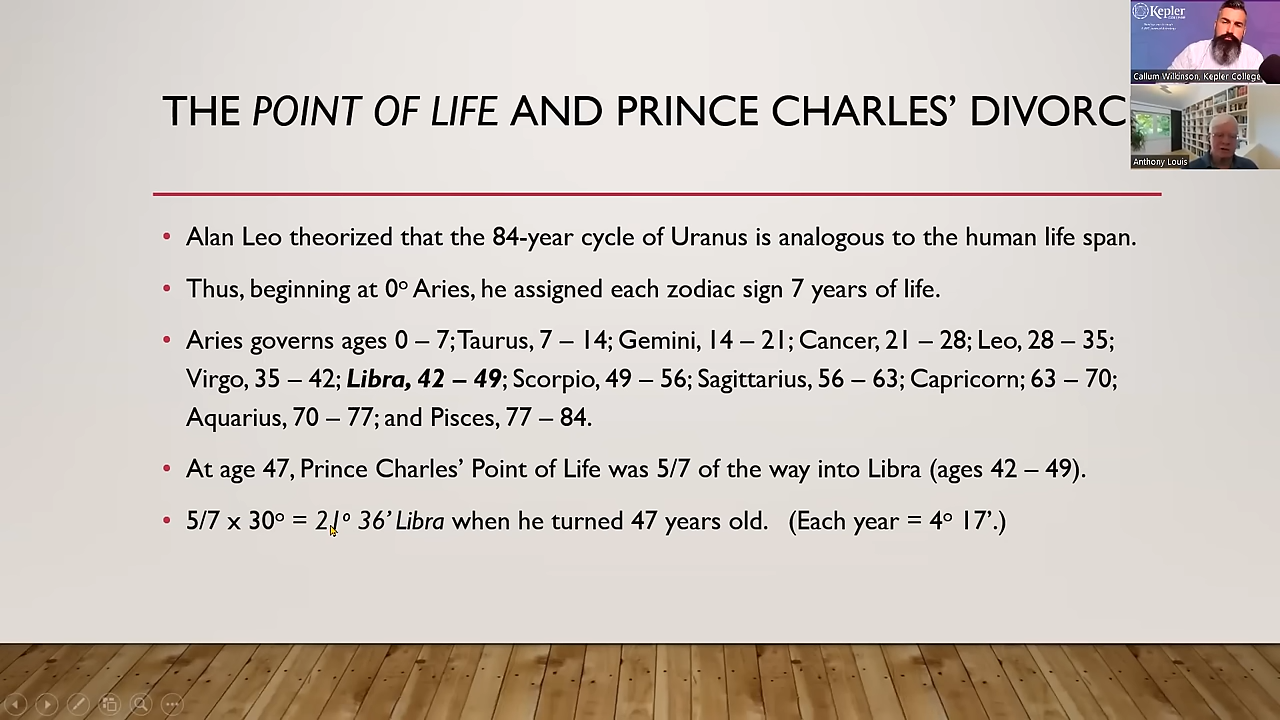 THE POINT OF LIFE AND PRINCE CHARLES’ DIVORC
• Alan Leo theorized that the 84-year cycle of Uranus is analogous to the human life span.
• Thus, beginning at 0º Aries, he assigned each zodiac sign 7 years of life.
• Aries governs ages 0 – 7; Taurus, 7 – 14; Gemini, 14 – 21; Cancer, 21 – 28; Leo, 28 – 35;
Virgo, 35 – 42; Libra, 42 – 49; Scorpio, 49 – 56; Sagittarius, 56 – 63; Capricorn; 63 – 70;
Aquarius, 70 – 77; and Pisces, 77 – 84.
• At age 47, Prince Charles’ Point of Life was 5/7 of the way into Libra (ages 42 – 49).
• 5/7 x 30º = 21º 36’ Libra when he turned 47 years old. (Each year = 4º 17’.)
Kepler
Callum Wilkinson, Kepler College
Anthony Louis